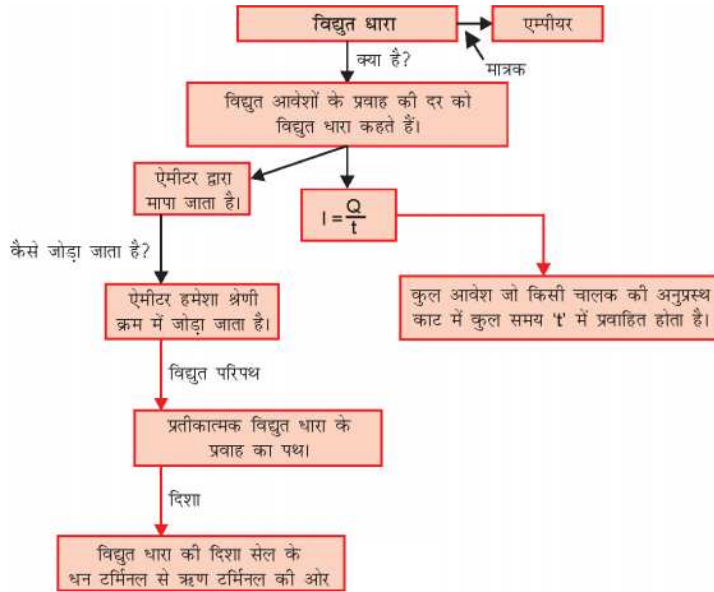 विद्युत धारा
एम्पीयर
मात्रक
क्या है?
विद्युत आवेशों के प्रवाह की दर को
विद्युत धारा कहते हैं।
ऐमीटर द्वारा
मापा जाता है।
I = Q/t
कैसे जोड़ा जाता है?
ऐमीटर हमेशा श्रेणी
क्रम में जोड़ा जाता है।
कुल आवेश जो किसी चालक की अनुप्रस्थ
काट में कुल समय 't' में प्रवाहित होता है।
विद्युत परिपथ
प्रतीकात्मक विद्युत धारा के
प्रवाह का पथ।
दिशा
विद्युत धारा की दिशा सेल के
धन टर्मिनल से ऋण टर्मिनल की ओर